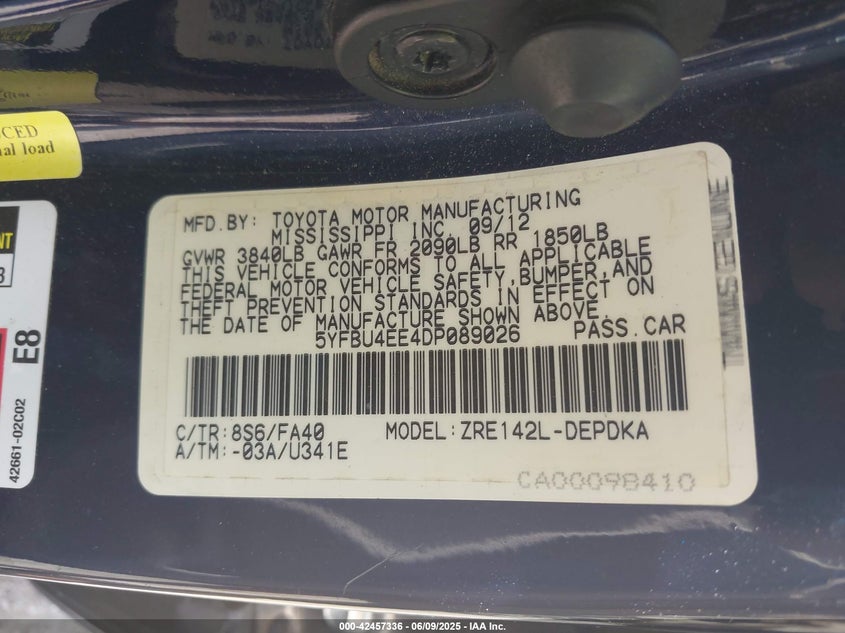 CED
nal load
NT
3
E8
42661-02C02
MFD.BY: TOYOTA MOTOR MANUFACTURING
MISSISSIPPI INC. 09/12
GVWR 3840LB GAWR FR 2090LB RR 1850LB
THIS VEHICLE CONFORMS TO ALL APPLICABLE
FEDERAL MOTOR VEHICLE SAFETY,BUMPER,AND
THEFT PREVENTION STANDARDS IN EFFECT ON
THE DATE OF MANUFACTURE SHOWN ABOVE.
5YFBU4EE4DP089026 PASS.CAR
C/TR:8S6/FA40 MODEL:ZRE142L-DEPDKA
A/TM:-03A/U341E
CA00098410
000-42457336 | 06/09/2025 - IAA Inc.